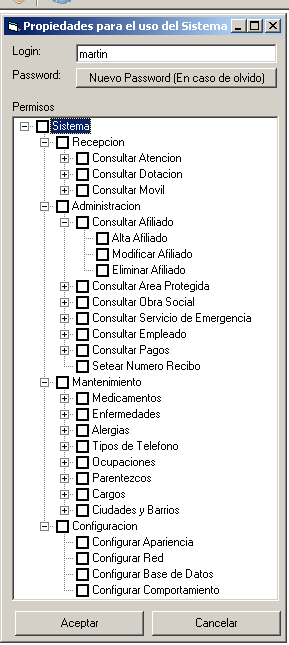 Propiedades para el uso del Sistema
Login:
martin
Password:
Nuevo Password (En caso de olvido)
Permisos
Sistema
Recepcion
Consultar Atencion
Consultar Dotacion
Consultar Movil
Administracion
Consultar Afiliado
Alta Afiliado
Modificar Afiliado
Eliminar Afiliado
Consultar Area Protegida
Consultar Obra Social
Consultar Servicio de Emergencia
Consultar Empleado
Consultar Pagos
Setear Numero Recibo
Mantenimiento
Medicamentos
Enfermedades
Alergias
Tipos de Telefono
Ocupaciones
Parentezcos
Cargos
Ciudades y Barrios
Configuracion
Configurar Apariencia
Configurar Red
Configurar Base de Datos
Configurar Comportamiento
Aceptar
Cancelar